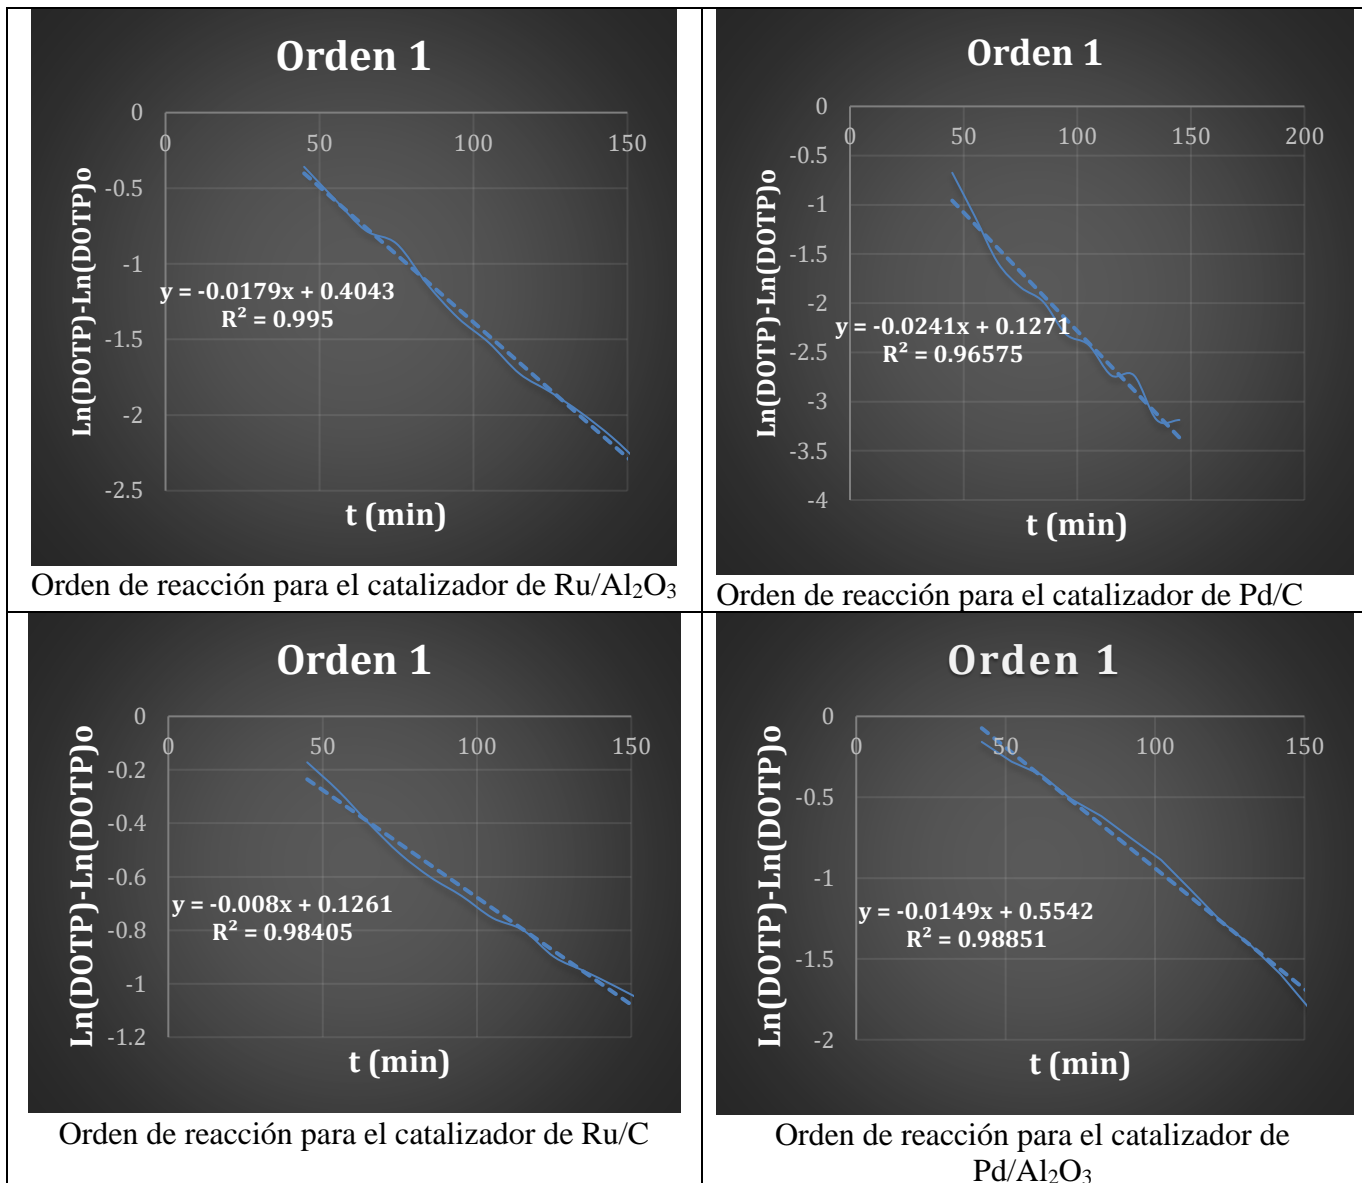 Orden 1
0
0
50
100
150
-0.5
-1
-1.5
-2
-2.5
Ln(DOTP)-Ln(DOTP)o
y = -0.0179x + 0.4043
R² = 0.995
t (min)
Orden de reacción para el catalizador de Ru/Al₂O₃
Orden 1
0
0
50
100
150
200
-0.5
-1
-1.5
-2
-2.5
-3
-3.5
-4
Ln(DOTP)-Ln(DOTP)o
y = -0.0241x + 0.1271
R² = 0.96575
t (min)
Orden de reacción para el catalizador de Pd/C
Orden 1
0
0
50
100
150
-0.2
-0.4
-0.6
-0.8
-1
-1.2
Ln(DOTP)-Ln(DOTP)o
y = -0.008x + 0.1261
R² = 0.98405
t (min)
Orden de reacción para el catalizador de Ru/C
Orden 1
0
0
50
100
150
-0.5
-1
-1.5
-2
Ln(DOTP)-Ln(DOTP)o
y = -0.0149x + 0.5542
R² = 0.98851
t (min)
Orden de reacción para el catalizador de
Pd/Al₂O₃